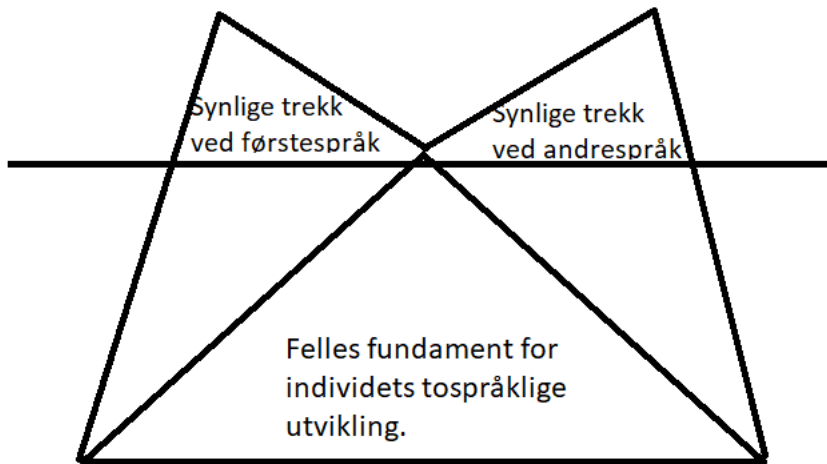 Synlige trekk
ved førstespråk
Synlige trekk
ved andrespråk
Felles fundament for
individets tospråklige
utvikling.